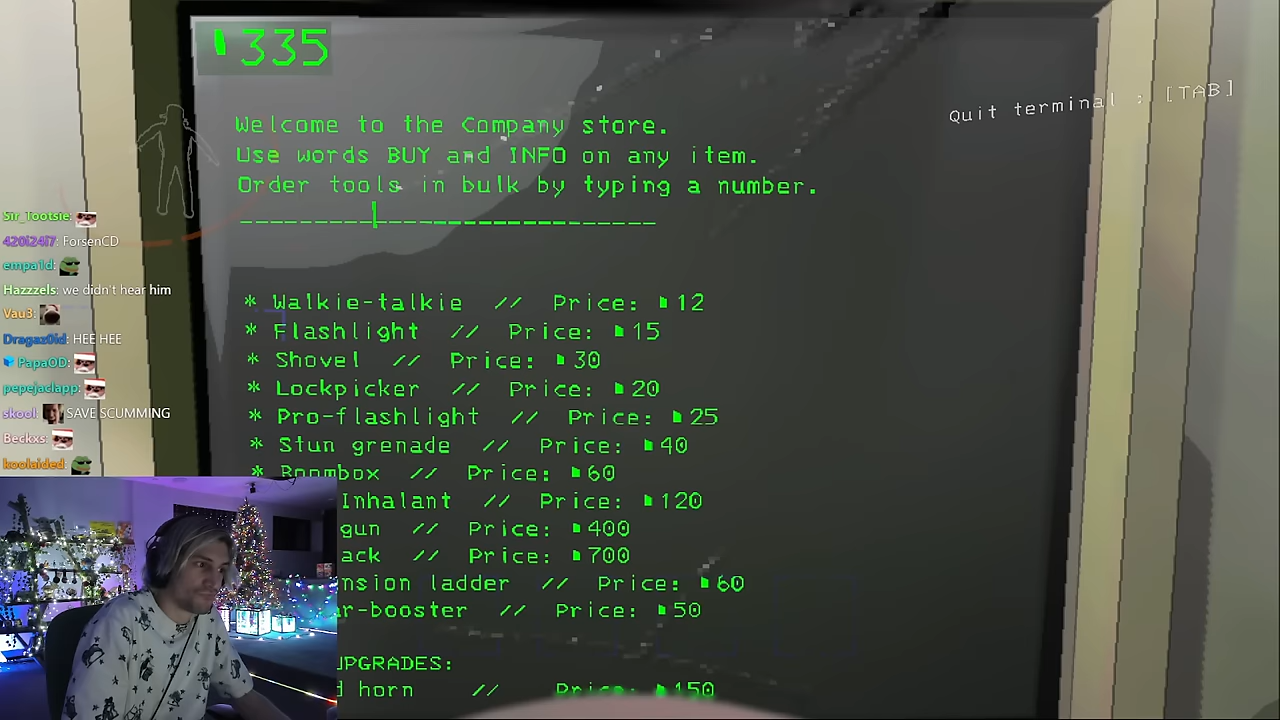 335
Quit terminal : [TAB]
Welcome to the Company store.
Use words BUY and INFO on any item.
Order tools in bulk by typing a number.
* Walkie-talkie // Price: 12
* Flashlight // Price: 15
* Shovel // Price: 30
* Lockpicker // Price: 20
* Pro-flashlight // Price: 25
* Stun grenade // Price: 40
* Boombox // Price: 60
Inhalant // Price: 120
gun // Price: 400
ack // Price: 700
nsion ladder // Price: 60
r-booster // Price: 50
UPGRADES:
horn // Price: 150
Sir_Tootsie:
420i24i7: ForsenCD
empa1d:
Hazzzels: we didn't hear him
Vau3:
Dragaz0id: HEE HEE
PapaOD:
pepejaclapp:
skool: SAVE SCUMMING
Beckxs:
koolaided